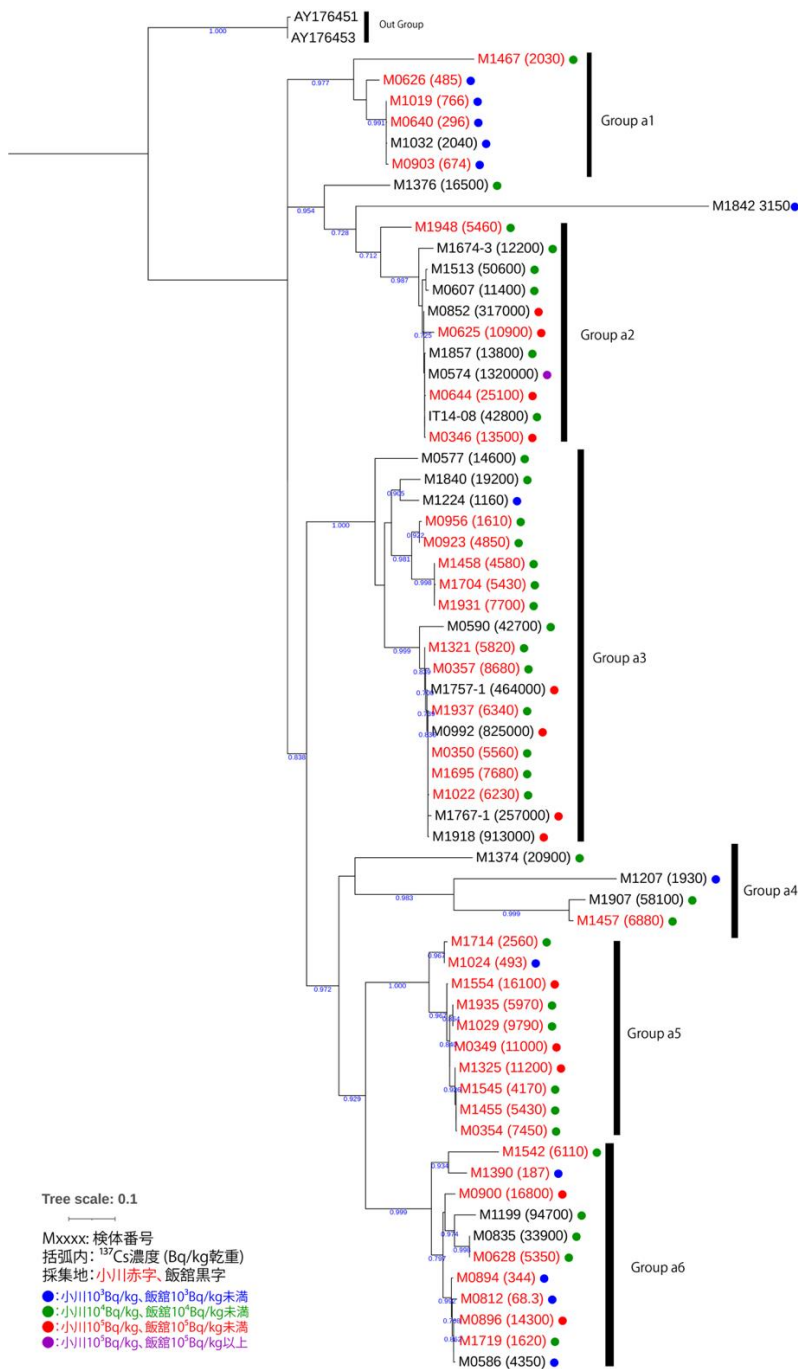 AY176451
AY176453
Out Group
1.000
M1467 (2030)
0.977
M0626 (485)
M1019 (766)
M0640 (296)
0.991
M1032 (2040)
M0903 (674)
Group a1
M1376 (16500)
0.954
M1842 3150
0.728
M1948 (5460)
0.712
M1674-3 (12200)
0.987
M1513 (50600)
M0607 (11400)
M0852 (317000)
M0625 (10900)
0.725
M1857 (13800)
M0574 (1320000)
M0644 (25100)
IT14-08 (42800)
M0346 (13500)
Group a2
M0577 (14600)
M1840 (19200)
0.905
M1224 (1160)
1.000
M0956 (1610)
0.922
M0923 (4850)
0.981
M1458 (4580)
M1704 (5430)
0.998
M1931 (7700)
M0590 (42700)
0.999
M1321 (5820)
M0357 (8680)
M1757-1 (464000)
M1937 (6340)
M0992 (825000)
M0350 (5560)
M1695 (7680)
M1022 (6230)
M1767-1 (257000)
M1918 (913000)
Group a3
0.838
M1374 (20900)
M1207 (1930)
0.983
M1907 (58100)
0.999
M1457 (6880)
Group a4
0.972
M1714 (2560)
M1024 (493)
1.000
M1554 (16100)
M1935 (5970)
M1029 (9790)
M0349 (11000)
M1325 (11200)
M1545 (4170)
M1455 (5430)
M0354 (7450)
Group a5
0.929
M1542 (6110)
0.934
M1390 (187)
0.999
M0900 (16800)
M1199 (94700)
0.974
M0835 (33900)
0.998
M0628 (5350)
0.797
M0894 (344)
M0812 (68.3)
M0896 (14300)
M1719 (1620)
M0586 (4350)
Group a6
Tree scale: 0.1
Mxxxx: 検体番号
括弧内: ¹³⁷Cs濃度 (Bq/kg乾重)
採集地: 小川赤字、飯舘黒字
●: 小川10³Bq/kg、飯舘10³Bq/kg未満
●: 小川10⁴Bq/kg、飯舘10⁴Bq/kg未満
●: 小川10⁵Bq/kg、飯舘10⁵Bq/kg未満
●: 小川10⁵Bq/kg、飯舘10⁵Bq/kg以上